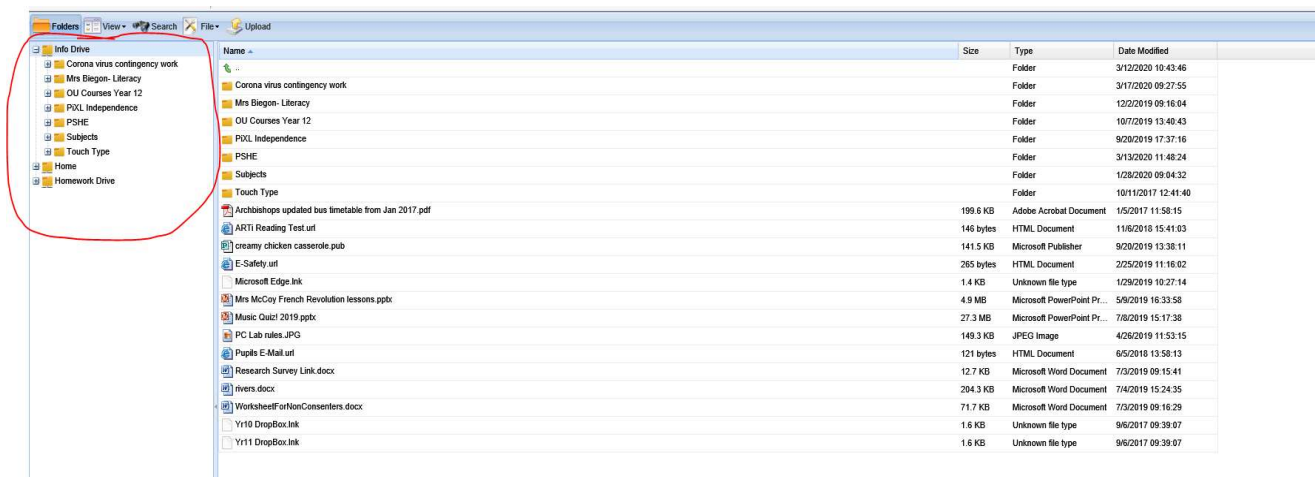 Folders View Search File Upload
Info Drive
Corona virus contingency work
Mrs Biegon- Literacy
OU Courses Year 12
PiXL Independence
PSHE
Subjects
Touch Type
Home
Homework Drive
Name Size Type Date Modified
.. Folder 3/12/2020 10:43:46
Corona virus contingency work Folder 3/17/2020 09:27:55
Mrs Biegon- Literacy Folder 12/2/2019 09:16:04
OU Courses Year 12 Folder 10/7/2019 13:40:43
PiXL Independence Folder 9/20/2019 17:37:16
PSHE Folder 3/13/2020 11:48:24
Subjects Folder 1/28/2020 09:04:32
Touch Type Folder 10/11/2017 12:41:40
Archbishops updated bus timetable from Jan 2017.pdf 199.6 KB Adobe Acrobat Document 1/5/2017 11:58:15
ARTi Reading Test.url 146 bytes HTML Document 11/6/2018 15:41:03
creamy chicken casserole.pub 141.5 KB Microsoft Publisher 9/20/2019 13:38:11
E-Safety.url 265 bytes HTML Document 2/25/2019 11:16:02
Microsoft Edge.lnk 1.4 KB Unknown file type 1/29/2019 10:27:14
Mrs McCoy French Revolution lessons.pptx 4.9 MB Microsoft PowerPoint Pr... 5/9/2019 16:33:58
Music Quiz! 2019.pptx 27.3 MB Microsoft PowerPoint Pr... 7/8/2019 15:17:38
PC Lab rules.JPG 149.3 KB JPEG Image 4/26/2019 11:53:15
Pupils E-Mail.url 121 bytes HTML Document 6/5/2018 13:58:13
Research Survey Link.docx 12.7 KB Microsoft Word Document 7/3/2019 09:15:41
rivers.docx 204.3 KB Microsoft Word Document 7/4/2019 15:24:35
WorksheetForNonConsenters.docx 71.7 KB Microsoft Word Document 7/3/2019 09:16:29
Yr10 DropBox.lnk 1.6 KB Unknown file type 9/6/2017 09:39:07
Yr11 DropBox.lnk 1.6 KB Unknown file type 9/6/2017 09:39:07